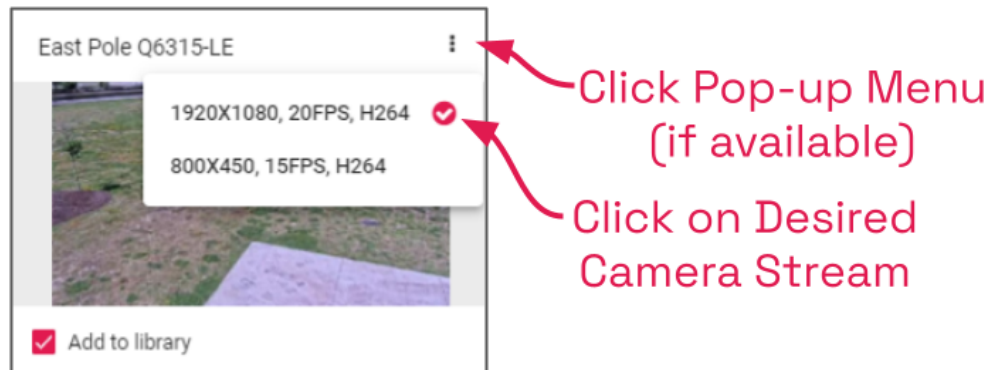 East Pole Q6315-LE
1920X1080, 20FPS, H264
800X450, 15FPS, H264
Add to library
Click Pop-up Menu
(if available)
Click on Desired
Camera Stream